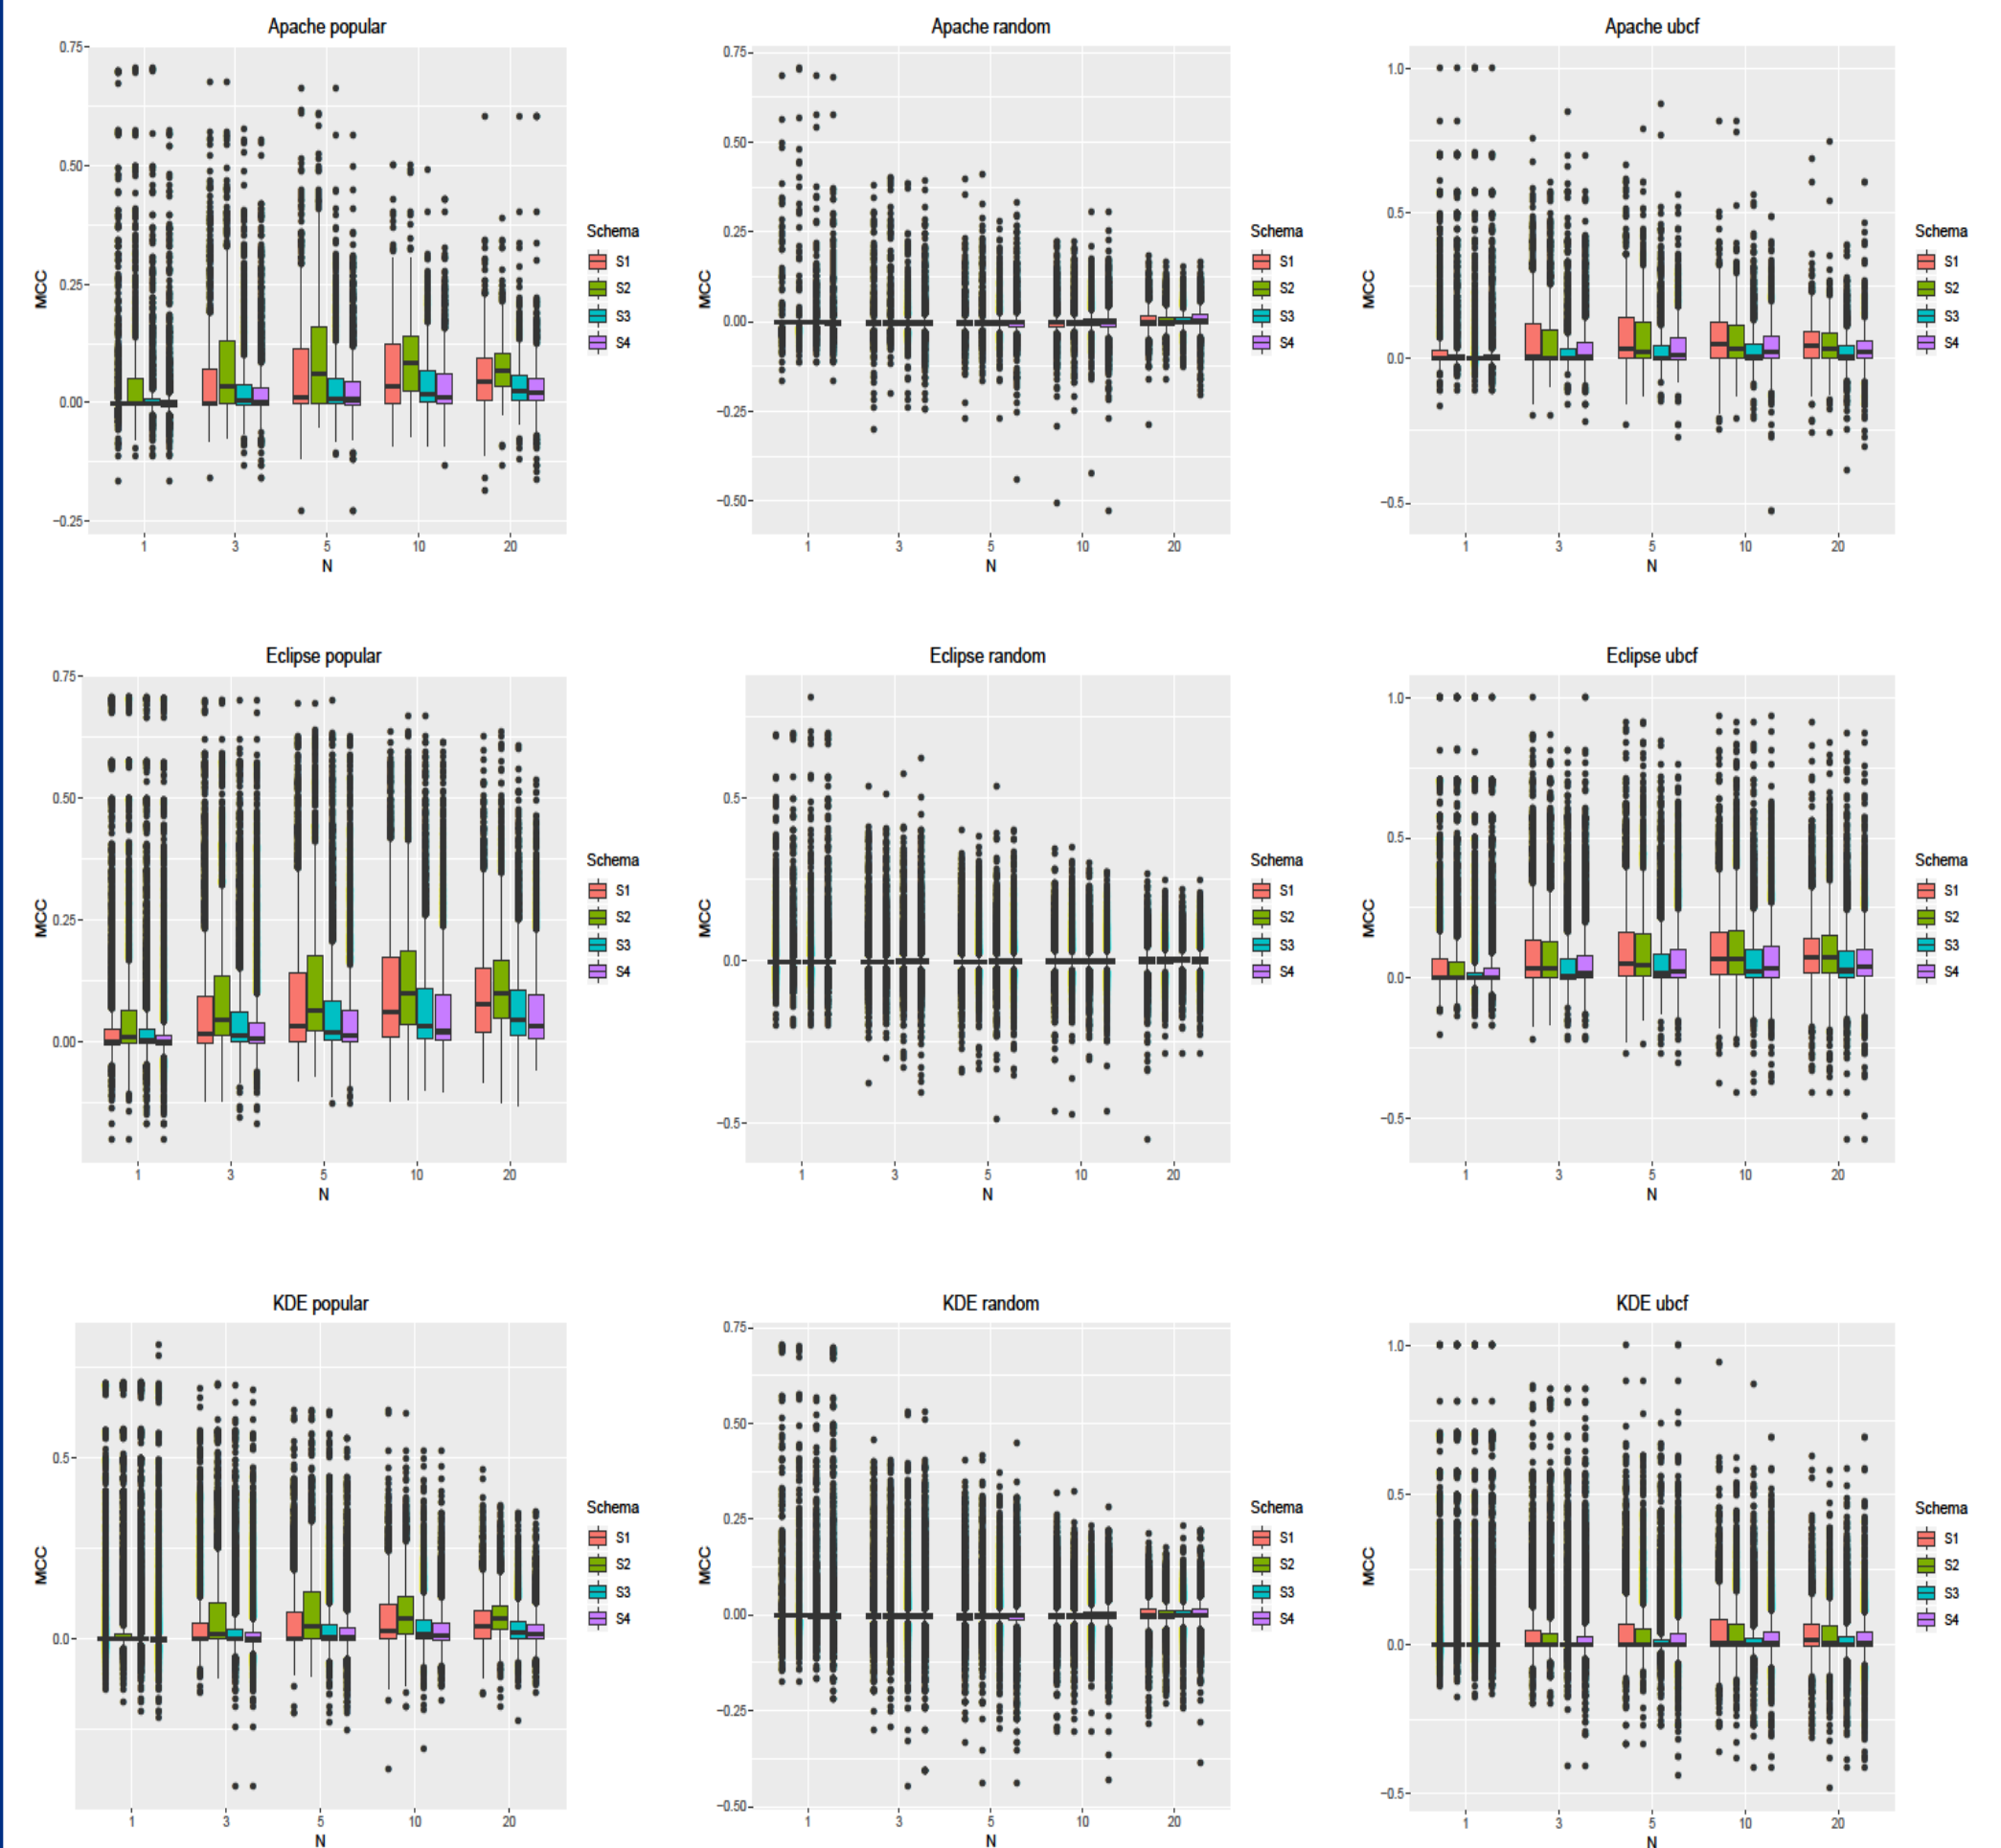 Apache popular
MCC
0.75
0.50
0.25
0.00
−0.25
1 3 5 10 20
N
Schema
S1
S2
S3
S4
Apache random
MCC
0.75
0.50
0.25
0.00
−0.25
−0.50
1 3 5 10 20
N
Schema
S1
S2
S3
S4
Apache ubcf
MCC
1.0
0.5
0.0
−0.5
1 3 5 10 20
N
Schema
S1
S2
S3
S4
Eclipse popular
MCC
0.75
0.50
0.25
0.00
1 3 5 10 20
N
Schema
S1
S2
S3
S4
Eclipse random
MCC
0.5
0.0
−0.5
1 3 5 10 20
N
Schema
S1
S2
S3
S4
Eclipse ubcf
MCC
1.0
0.5
0.0
−0.5
1 3 5 10 20
N
Schema
S1
S2
S3
S4
KDE popular
MCC
0.5
0.0
1 3 5 10 20
N
Schema
S1
S2
S3
S4
KDE random
MCC
0.75
0.50
0.25
0.00
−0.25
−0.50
1 3 5 10 20
N
Schema
S1
S2
S3
S4
KDE ubcf
MCC
1.0
0.5
0.0
−0.5
1 3 5 10 20
N
Schema
S1
S2
S3
S4